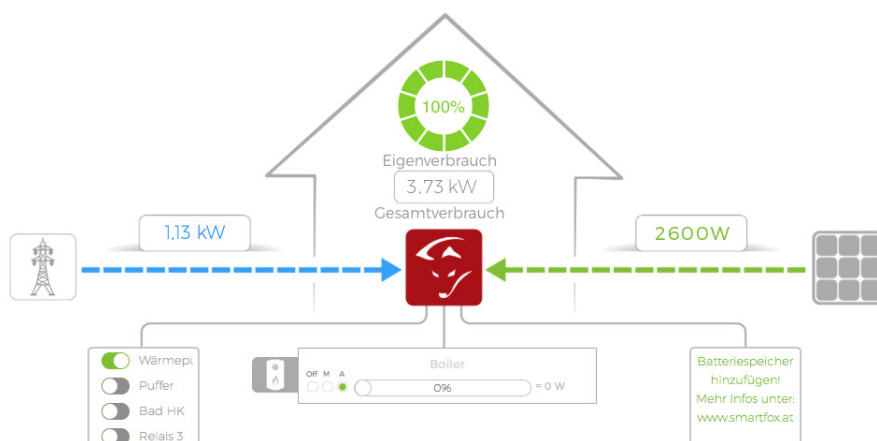 100%
Eigenverbrauch
3,73 kW
Gesamtverbrauch
1,13 kW
2600W
Wärmepu
Puffer
Bad HK
Relais 3
Boiler
Off M A
0% = 0 W
Batteriespeicher
hinzufügen!
Mehr Infos unter:
www.smartfox.at